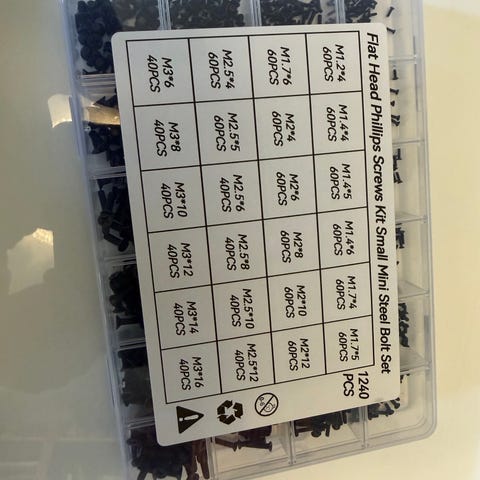 Flat Head Phillips Screws Kit Small Mini Steel Bolt Set
1240
PCS
M1.2*4
60PCS
M1.4*4
60PCS
M1.4*5
60PCS
M1.4*6
60PCS
M1.7*4
60PCS
M1.7*5
60PCS
M1.7*6
60PCS
M2*4
60PCS
M2*6
60PCS
M2*8
60PCS
M2*10
60PCS
M2*12
60PCS
M2.5*4
60PCS
M2.5*5
60PCS
M2.5*6
40PCS
M2.5*8
40PCS
M2.5*10
40PCS
M2.5*12
40PCS
M3*6
40PCS
M3*8
40PCS
M3*10
40PCS
M3*12
40PCS
M3*14
40PCS
M3*16
40PCS